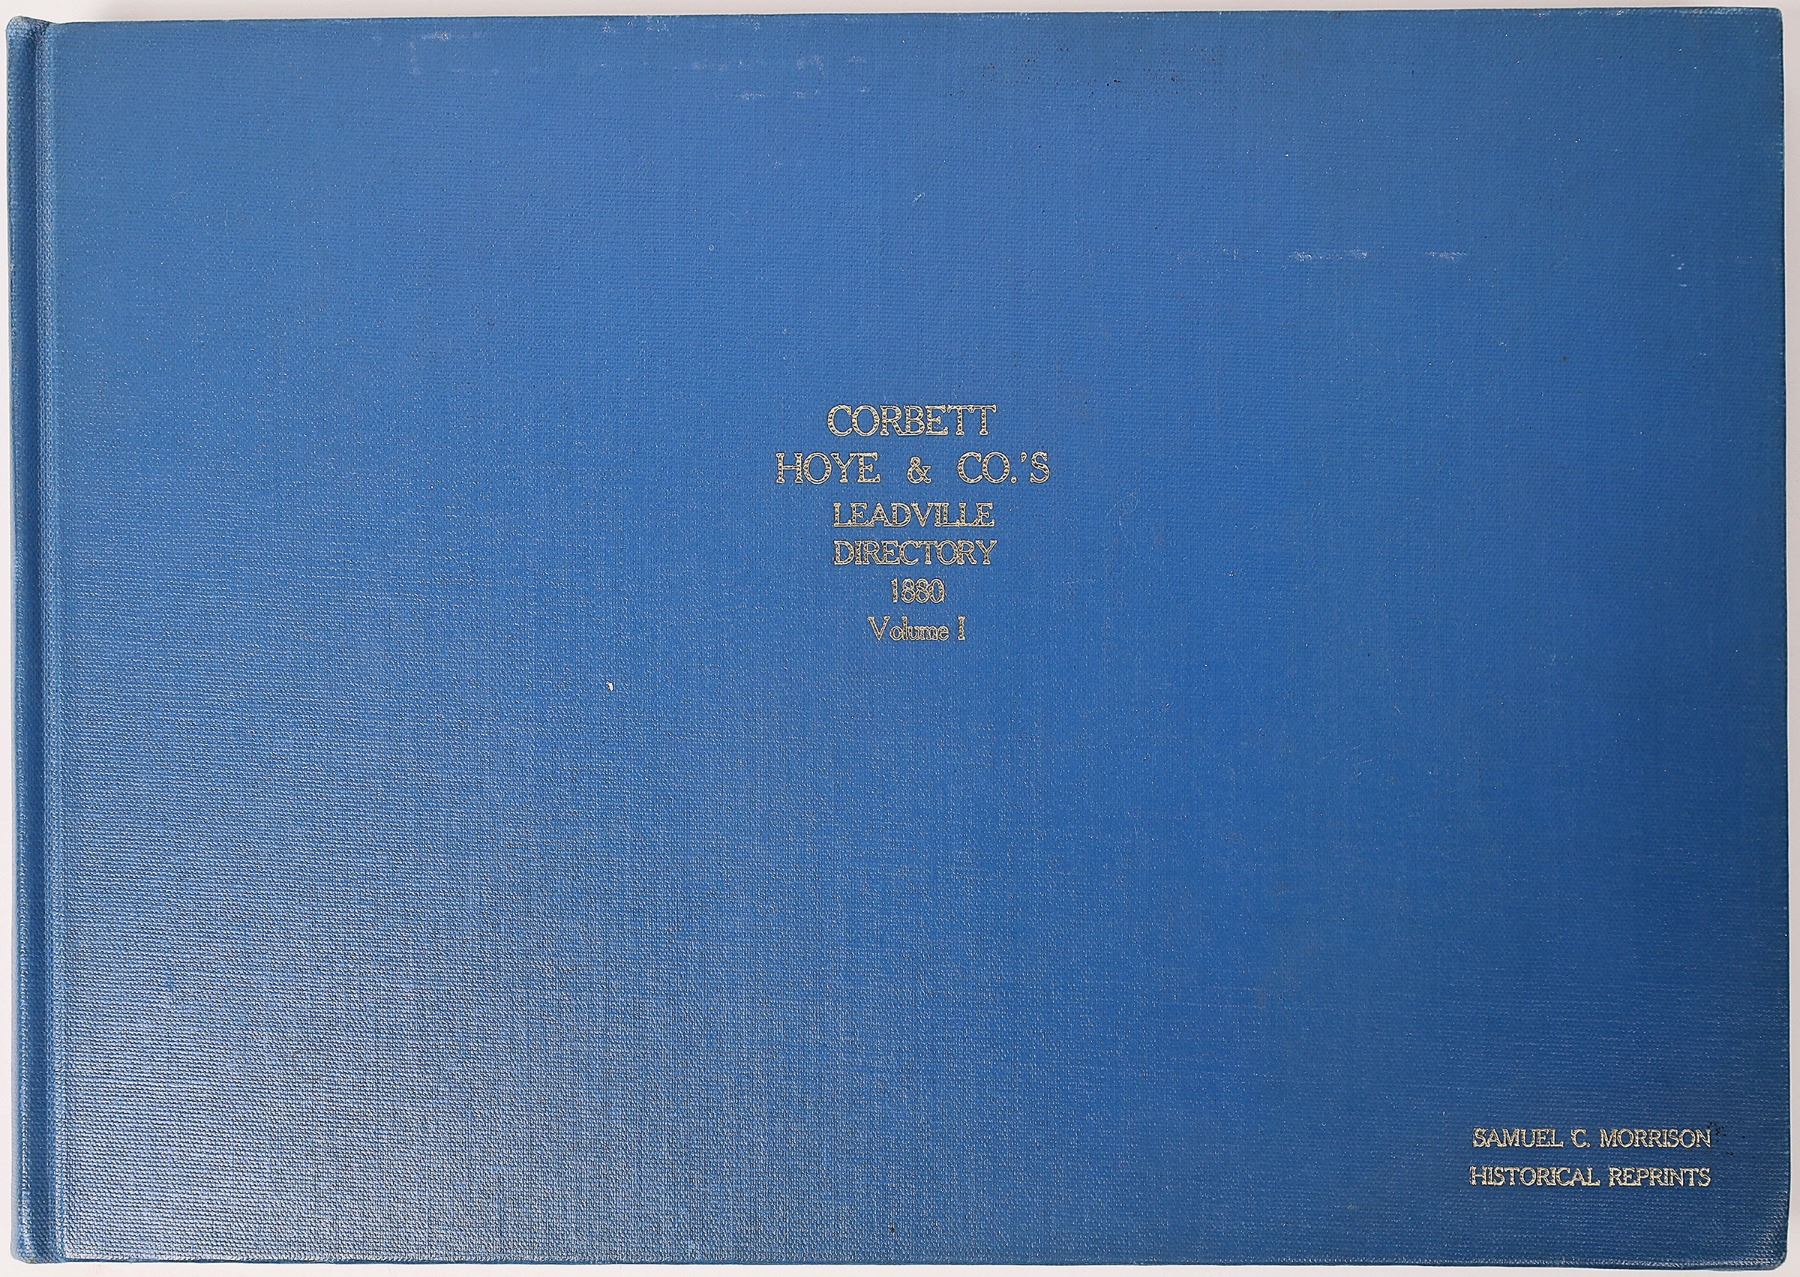 CORBETT
HOYE & CO.'S
LEADVILLE
DIRECTORY
1880
Volume I
SAMUEL C. MORRISON
HISTORICAL REPRINTS